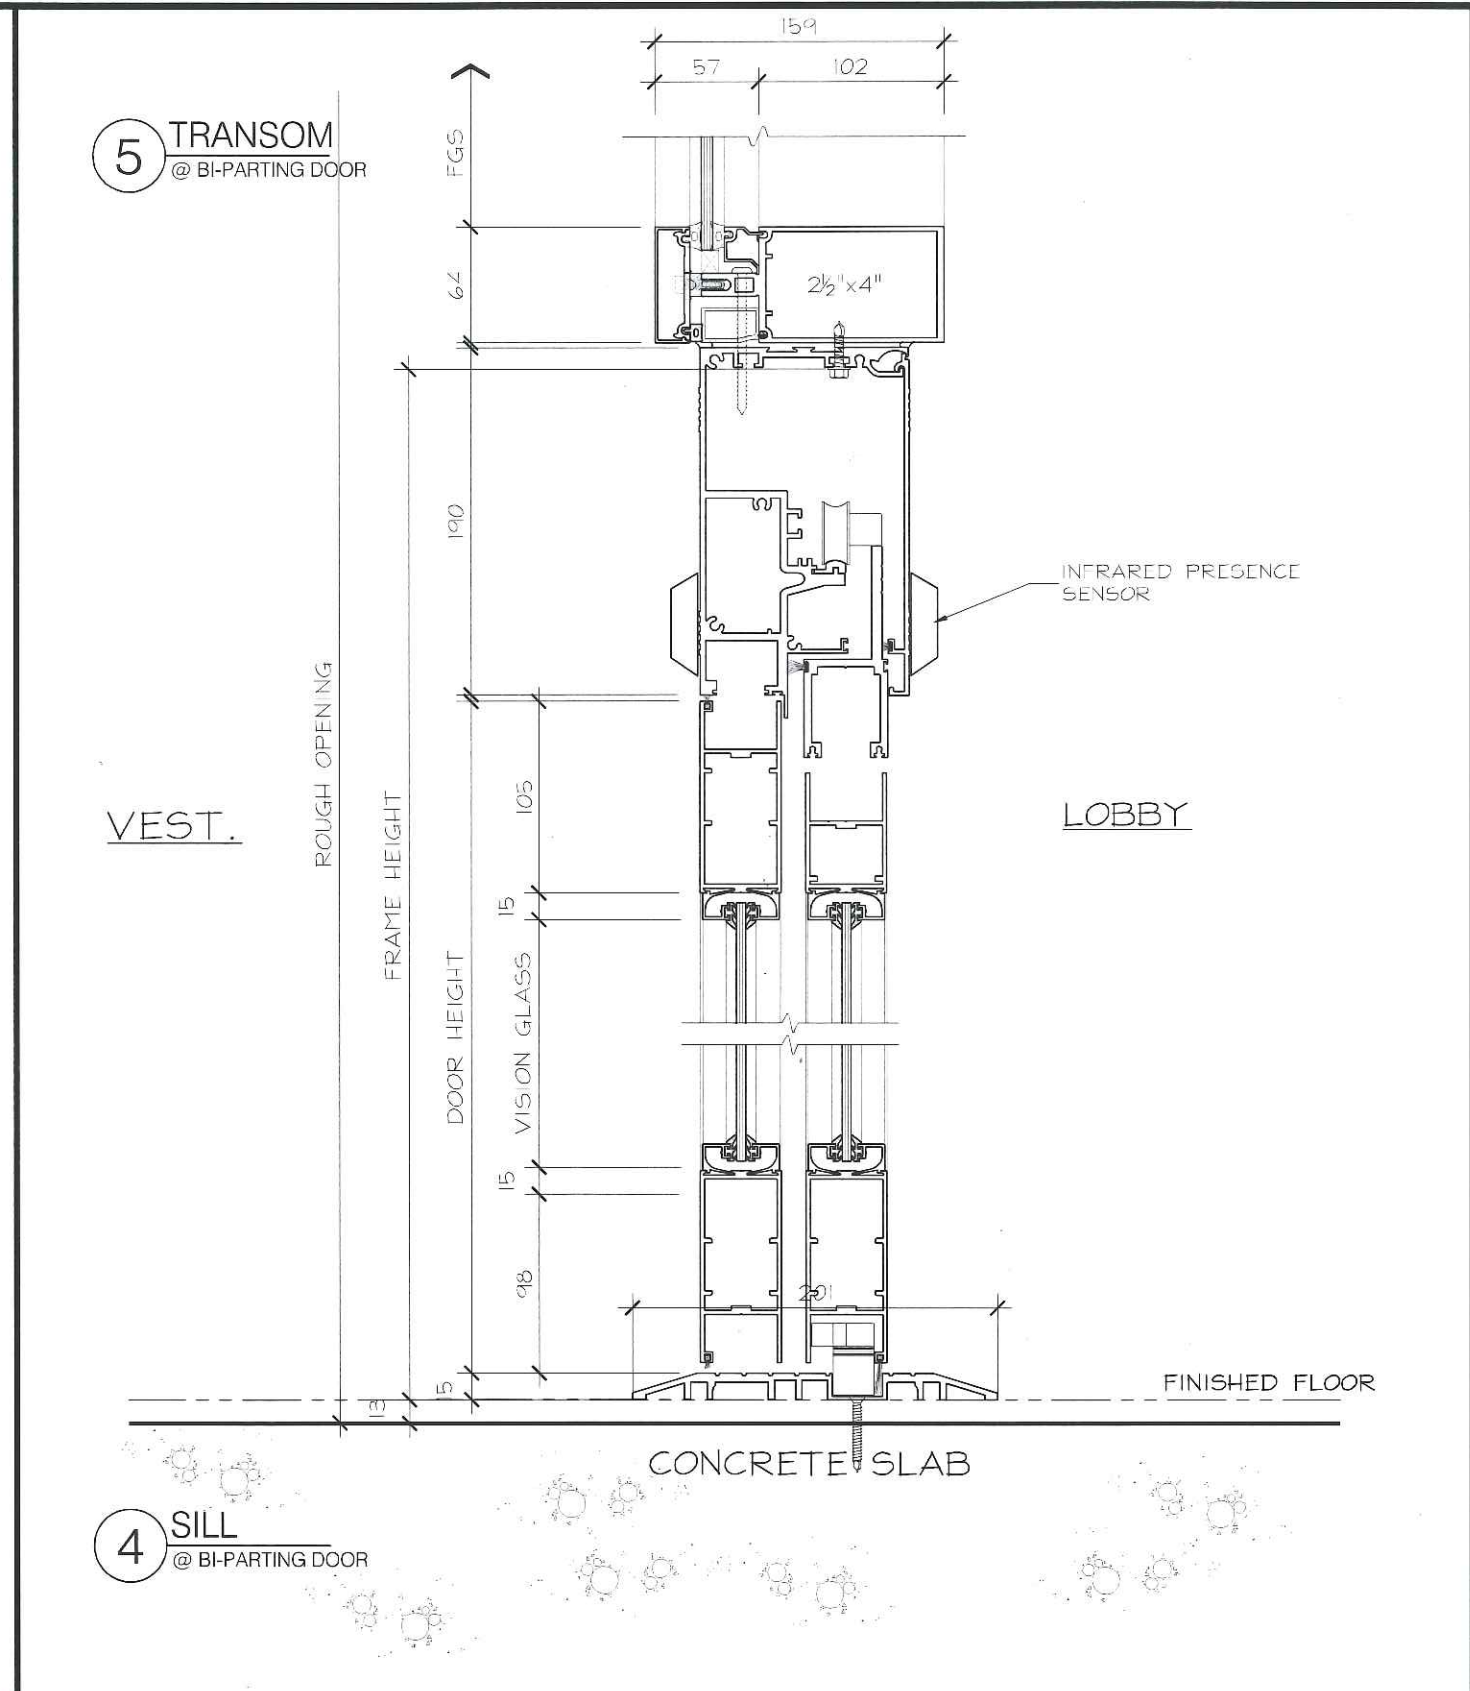 159
57
102
5
TRANSOM
@ BI-PARTING DOOR
FGS
64
2½"x4"
190
INFRARED PRESENCE
SENSOR
ROUGH OPENING
FRAME HEIGHT
DOOR HEIGHT
VISION GLASS
105
VEST.
LOBBY
15
15
98
201
15
13
FINISHED FLOOR
CONCRETE SLAB
4
SILL
@ BI-PARTING DOOR